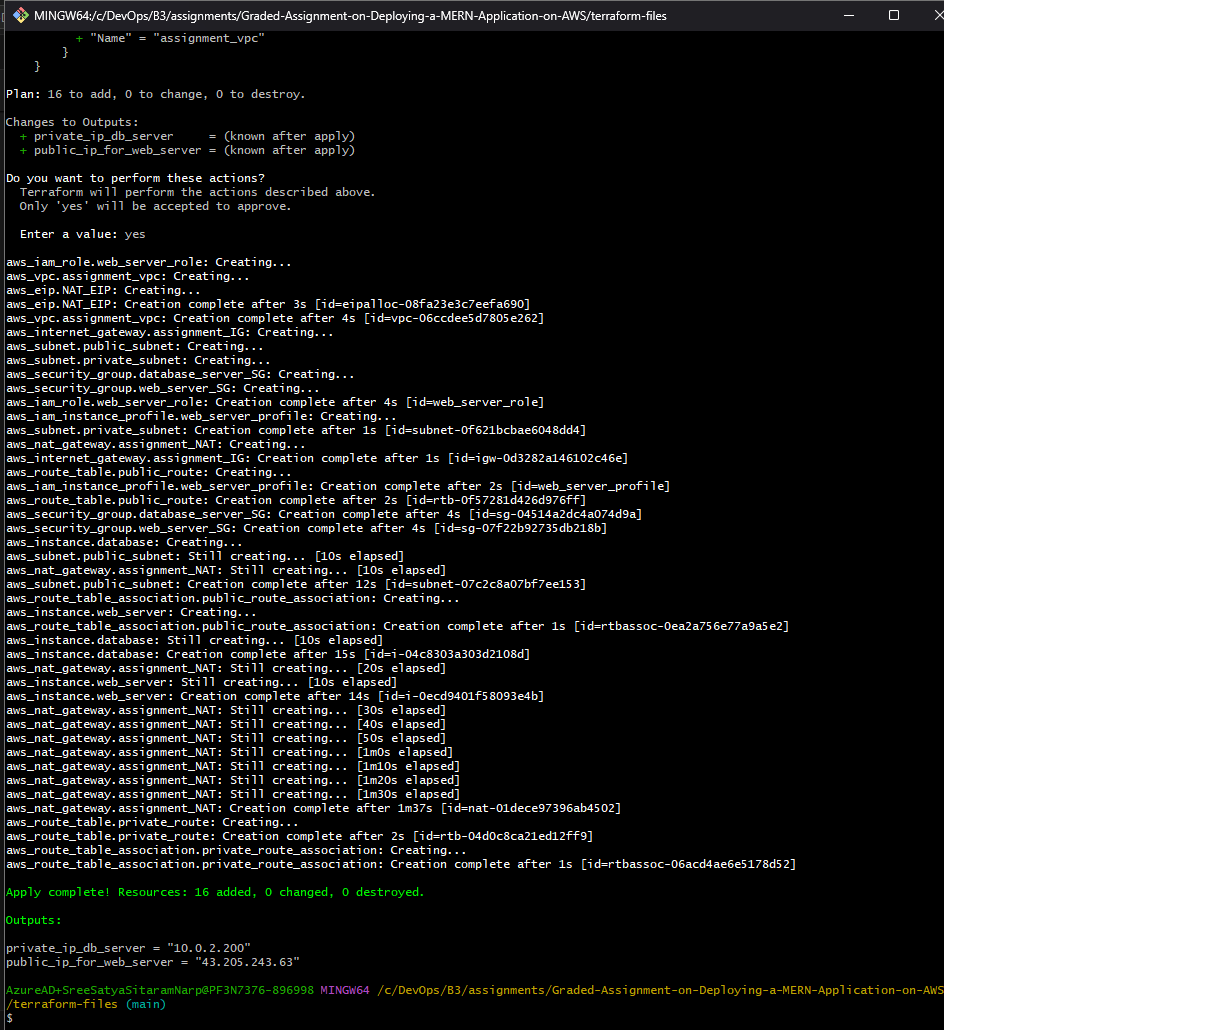 MINGW64:/c/DevOps/B3/assignments/Graded-Assignment-on-Deploying-a-MERN-Application-on-AWS/terraform-files
+ "Name" = "assignment_vpc"
}
}
Plan: 16 to add, 0 to change, 0 to destroy.
Changes to Outputs:
+ private_ip_db_server     = (known after apply)
+ public_ip_for_web_server = (known after apply)
Do you want to perform these actions?
Terraform will perform the actions described above.
Only 'yes' will be accepted to approve.
Enter a value: yes
aws_iam_role.web_server_role: Creating...
aws_vpc.assignment_vpc: Creating...
aws_eip.NAT_EIP: Creating...
aws_eip.NAT_EIP: Creation complete after 3s [id=eipalloc-08fa23e3c7eefa690]
aws_vpc.assignment_vpc: Creation complete after 4s [id=vpc-06ccdee5d7805e262]
aws_internet_gateway.assignment_IG: Creating...
aws_subnet.public_subnet: Creating...
aws_subnet.private_subnet: Creating...
aws_security_group.database_server_SG: Creating...
aws_security_group.web_server_SG: Creating...
aws_iam_role.web_server_role: Creation complete after 4s [id=web_server_role]
aws_iam_instance_profile.web_server_profile: Creating...
aws_subnet.private_subnet: Creation complete after 1s [id=subnet-0f621bcbae6048dd4]
aws_nat_gateway.assignment_NAT: Creating...
aws_internet_gateway.assignment_IG: Creation complete after 1s [id=igw-0d3282a146102c46e]
aws_route_table.public_route: Creating...
aws_iam_instance_profile.web_server_profile: Creation complete after 2s [id=web_server_profile]
aws_route_table.public_route: Creation complete after 2s [id=rtb-0f57281d426d976ff]
aws_security_group.database_server_SG: Creation complete after 4s [id=sg-04514a2dc4a074d9a]
aws_security_group.web_server_SG: Creation complete after 4s [id=sg-07f22b92735db218b]
aws_instance.database: Creating...
aws_subnet.public_subnet: Still creating... [10s elapsed]
aws_nat_gateway.assignment_NAT: Still creating... [10s elapsed]
aws_subnet.public_subnet: Creation complete after 12s [id=subnet-07c2c8a07bf7ee153]
aws_route_table_association.public_route_association: Creating...
aws_instance.web_server: Creating...
aws_route_table_association.public_route_association: Creation complete after 1s [id=rtbassoc-0ea2a756e77a9a5e2]
aws_instance.database: Still creating... [10s elapsed]
aws_instance.database: Creation complete after 15s [id=i-04c8303a303d2108d]
aws_nat_gateway.assignment_NAT: Still creating... [20s elapsed]
aws_instance.web_server: Still creating... [10s elapsed]
aws_instance.web_server: Creation complete after 14s [id=i-0ecd9401f58093e4b]
aws_nat_gateway.assignment_NAT: Still creating... [30s elapsed]
aws_nat_gateway.assignment_NAT: Still creating... [40s elapsed]
aws_nat_gateway.assignment_NAT: Still creating... [50s elapsed]
aws_nat_gateway.assignment_NAT: Still creating... [1m0s elapsed]
aws_nat_gateway.assignment_NAT: Still creating... [1m10s elapsed]
aws_nat_gateway.assignment_NAT: Still creating... [1m20s elapsed]
aws_nat_gateway.assignment_NAT: Still creating... [1m30s elapsed]
aws_nat_gateway.assignment_NAT: Creation complete after 1m37s [id=nat-01dece97396ab4502]
aws_route_table.private_route: Creating...
aws_route_table.private_route: Creation complete after 2s [id=rtb-04d0c8ca21ed12ff9]
aws_route_table_association.private_route_association: Creating...
aws_route_table_association.private_route_association: Creation complete after 1s [id=rtbassoc-06acd4ae6e5178d52]
Apply complete! Resources: 16 added, 0 changed, 0 destroyed.
Outputs:
private_ip_db_server = "10.0.2.200"
public_ip_for_web_server = "43.205.243.63"
AzureAD+SreeSatyaSitaramNarp@PF3N7376-896998 MINGW64 /c/DevOps/B3/assignments/Graded-Assignment-on-Deploying-a-MERN-Application-on-AWS
/terraform-files (main)
$